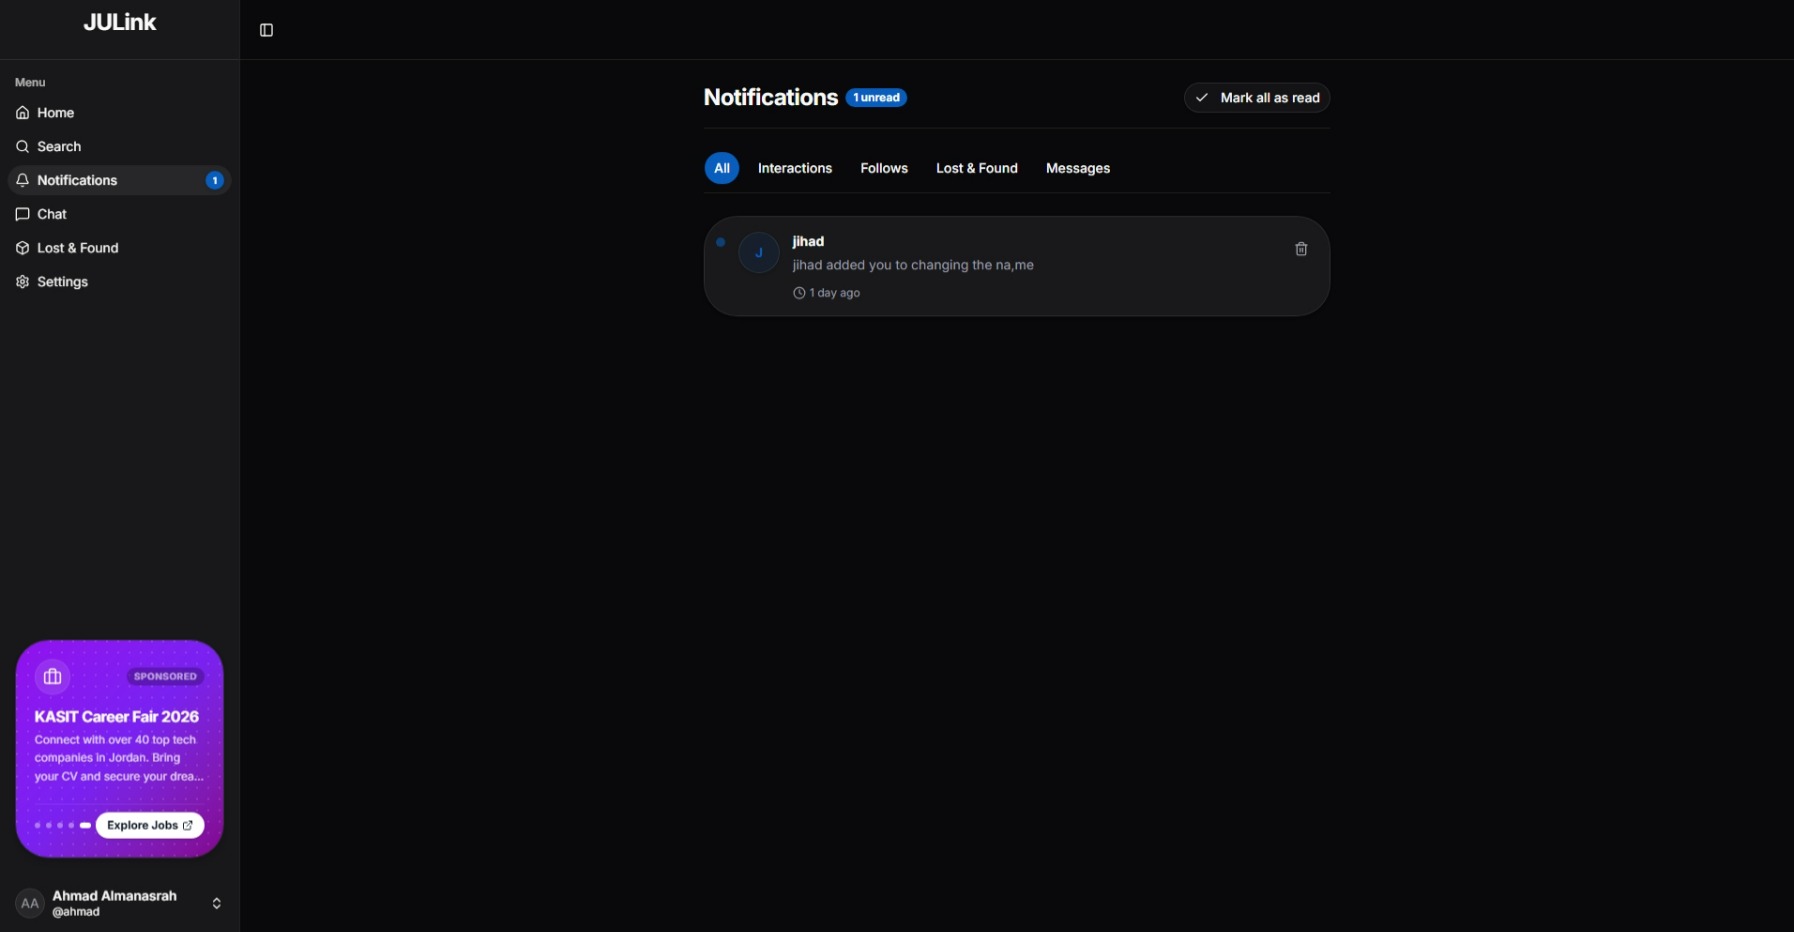 JULink
Menu
Home
Search
Notifications 1
Chat
Lost & Found
Settings
SPONSORED
KASIT Career Fair 2026
Connect with over 40 top tech
companies in Jordan. Bring
your CV and secure your drea...
Explore Jobs
AA
Ahmad Almanasrah
@ahmad
Notifications 1 unread
Mark all as read
All Interactions Follows Lost & Found Messages
J
jihad
jihad added you to changing the na,me
1 day ago